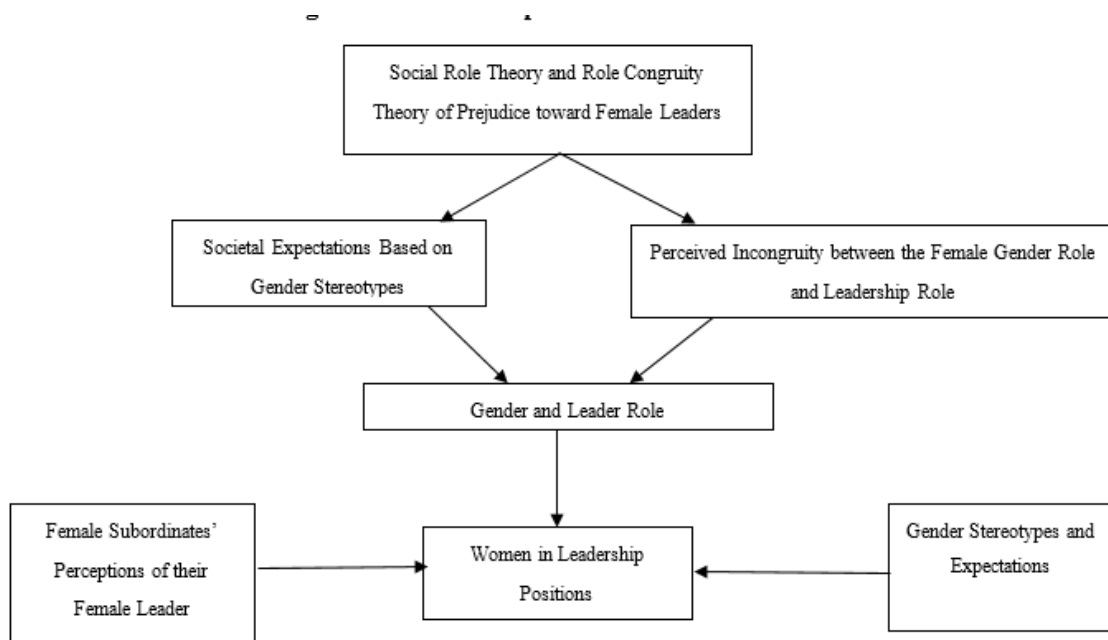 Social Role Theory and Role Congruity
Theory of Prejudice toward Female Leaders
Societal Expectations Based on
Gender Stereotypes
Perceived Incongruity between the Female Gender Role
and Leadership Role
Gender and Leader Role
Female Subordinates’
Perceptions of their
Female Leader
Women in Leadership
Positions
Gender Stereotypes and
Expectations